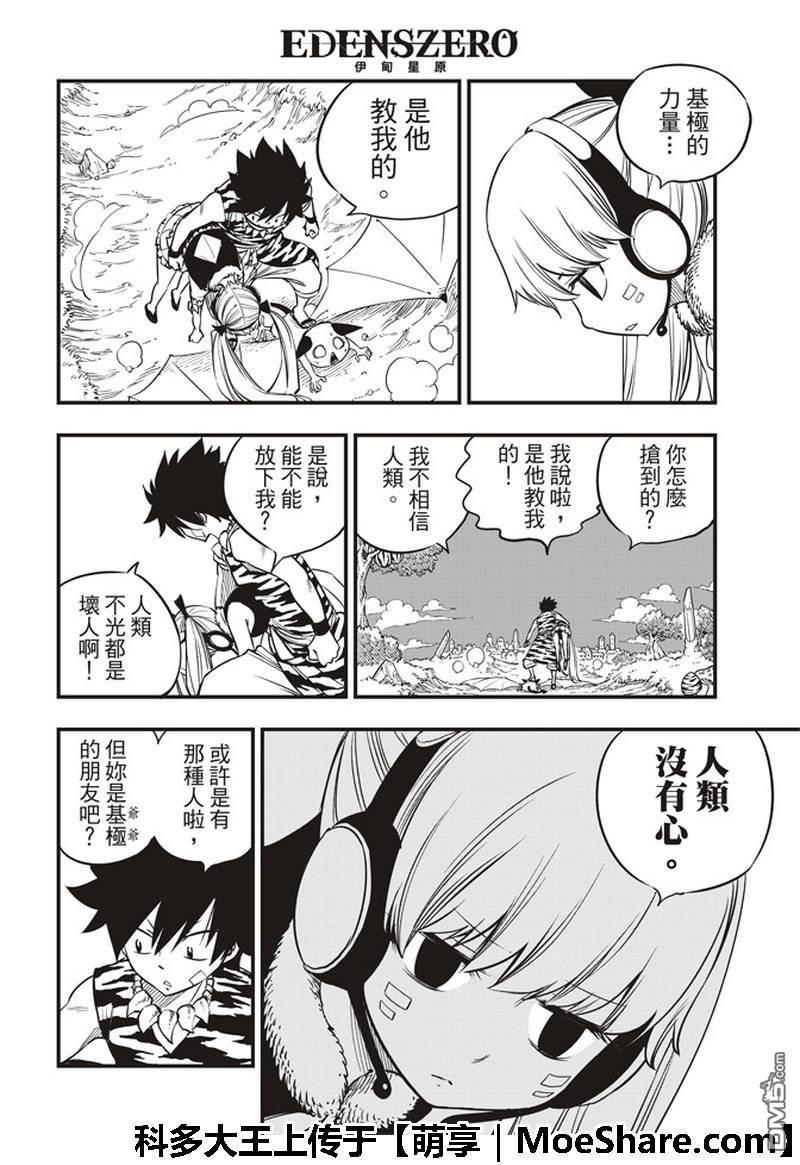 EDENSZERO
伊甸星原
基極的
力量…
是他
教我的。
你怎麼
搶到的？
我說啦，
是他教我
的！
我不相信
人類。
是說，
能不能
放下我？
人類
不光都是
壞人啊！
人類
沒有心。
或許是有
那種人啦，
但妳是基極
爺爺
的朋友吧？
科多大王上传于【萌享 | MoeShare.com】